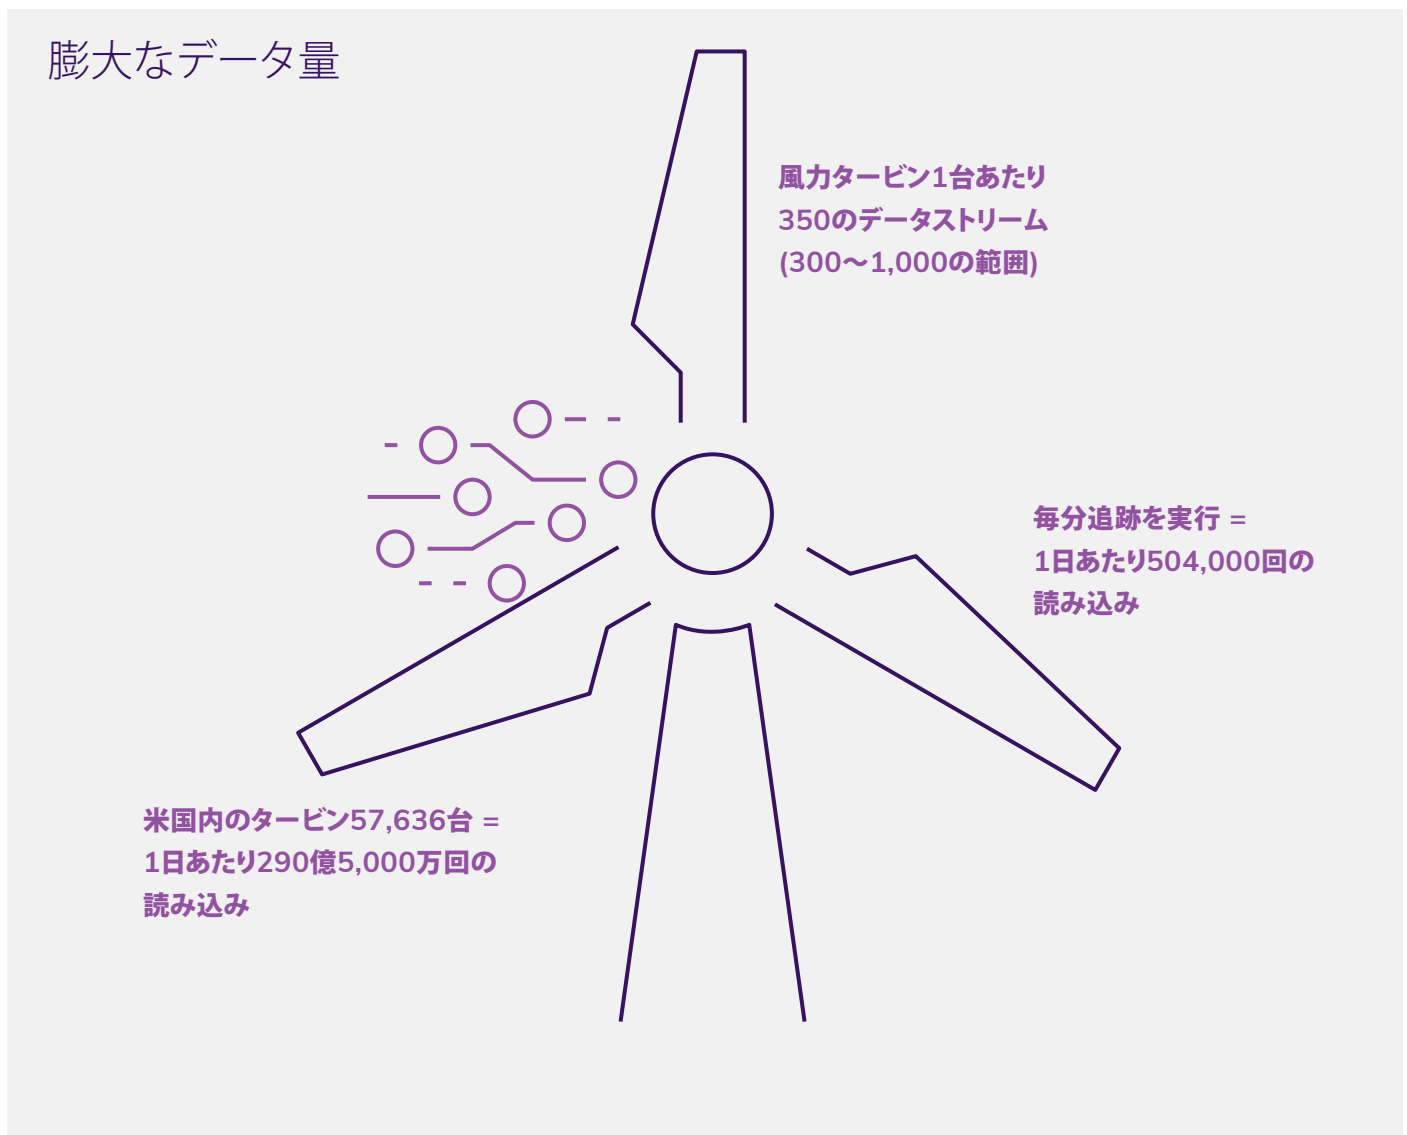 膨大なデータ量
風力タービン1台あたり
350のデータストリーム
(300〜1,000の範囲)
毎分追跡を実行 =
1日あたり504,000回の
読み込み
米国内のタービン57,636台 =
1日あたり290億5,000万回の
読み込み